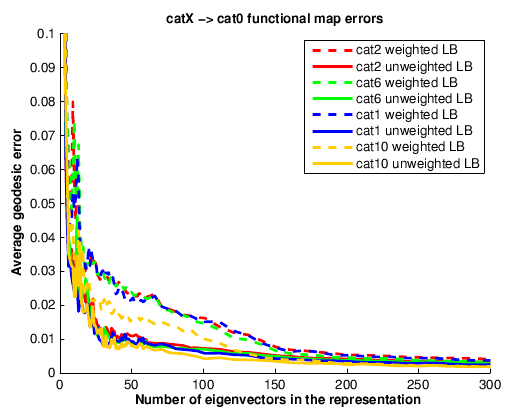 catX −> cat0 functional map errors
cat2 weighted LB
cat2 unweighted LB
cat6 weighted LB
cat6 unweighted LB
cat1 weighted LB
cat1 unweighted LB
cat10 weighted LB
cat10 unweighted LB
Average geodesic error
0.1
0.09
0.08
0.07
0.06
0.05
0.04
0.03
0.02
0.01
0
0 50 100 150 200 250 300
Number of eigenvectors in the representation